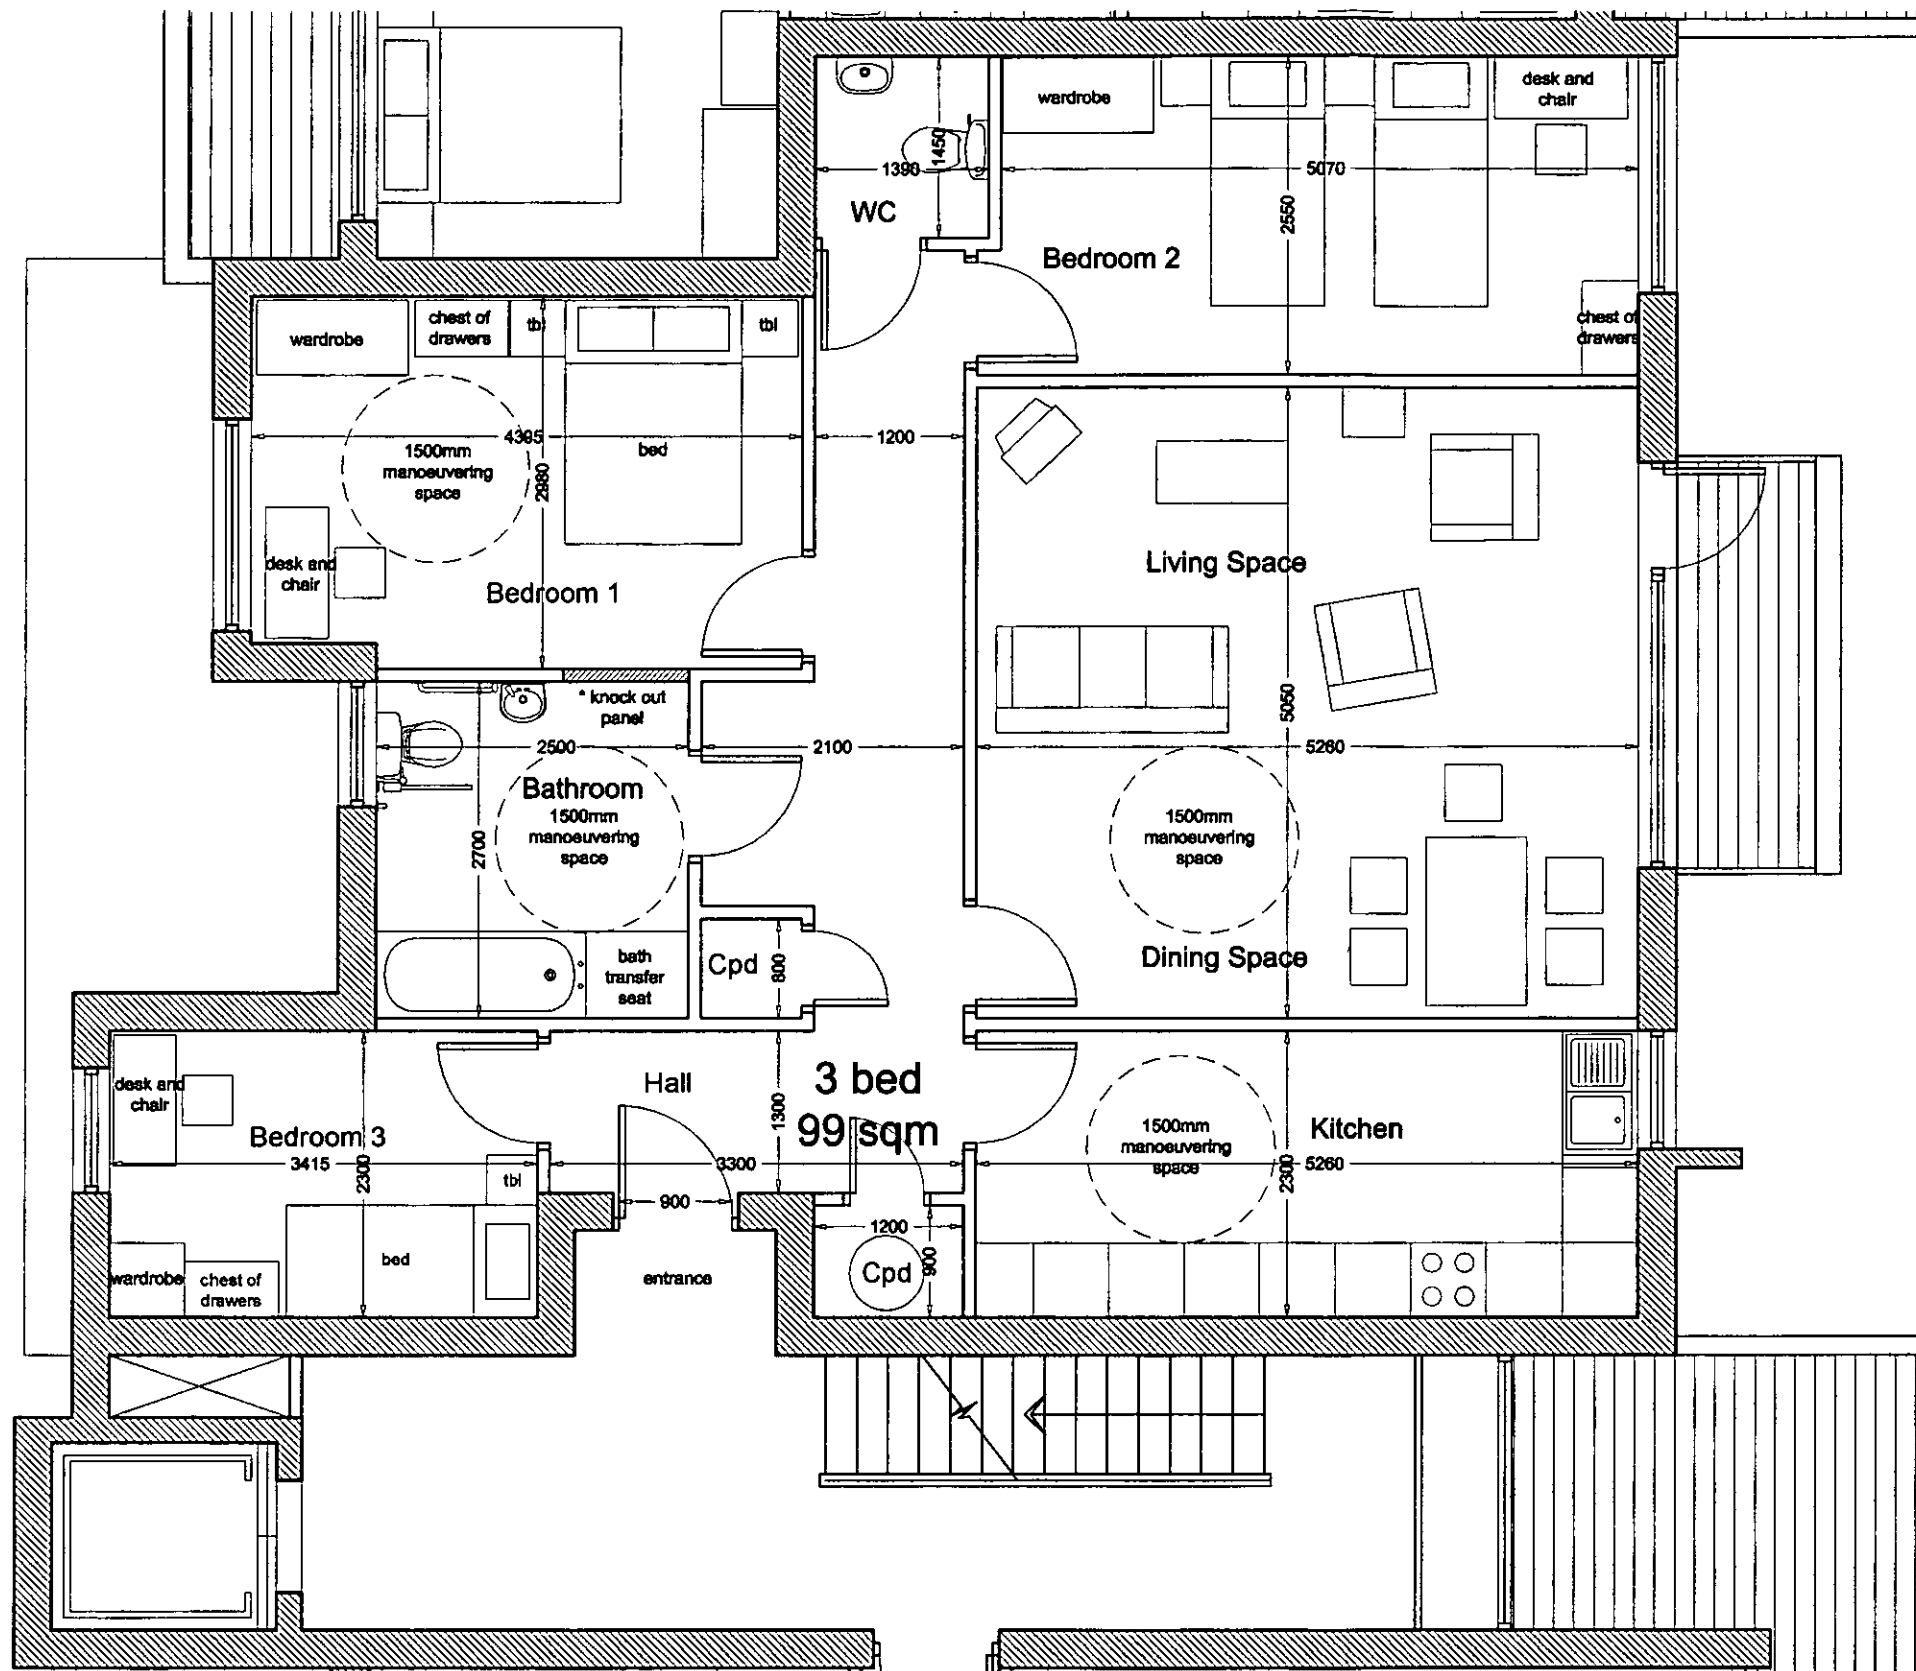 wardrobe
desk and
chair
1390
1450
5070
2550
WC
Bedroom 2
chest of
drawers
wardrobe
chest of
drawers
tbl
tbl
4395
1500mm
manoeuvering
space
2980
bed
1200
desk and
chair
Bedroom 1
Living Space
* knock out
panel
2500
2100
5050
5260
Bathroom
1500mm
manoeuvering
space
2700
1500mm
manoeuvering
space
Cpd
800
bath
transfer
seat
Dining Space
desk and
chair
Hall
3 bed
99 sqm
1300
Bedroom 3
3415
2300
tbl
3300
900
1500mm
manoeuvering
space
Kitchen
2300
5260
1200
900
Cpd
wardrobe
chest of
drawers
bed
entrance